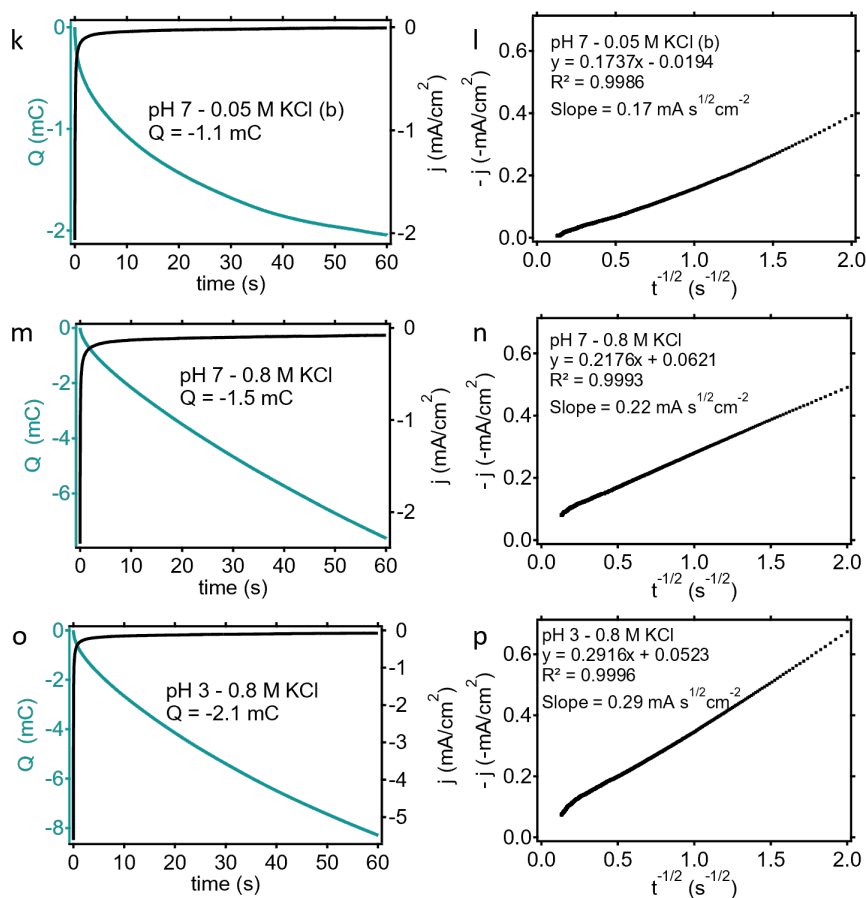 k
0
-1
-2
Q (mC)
pH 7 - 0.05 M KCl (b)
Q = -1.1 mC
0
-1
-2
j (mA/cm²)
0 10 20 30 40 50 60
time (s)
l
0.6
0.4
0.2
0.0
- j (-mA/cm²)
pH 7 - 0.05 M KCl (b)
y = 0.1737x - 0.0194
R² = 0.9986
Slope = 0.17 mA s^1/2 cm^-2
0.0 0.5 1.0 1.5 2.0
t^-1/2 (s^-1/2)
m
0
-2
-4
-6
Q (mC)
pH 7 - 0.8 M KCl
Q = -1.5 mC
0
-1
-2
j (mA/cm²)
0 10 20 30 40 50 60
time (s)
n
0.6
0.4
0.2
0.0
- j (-mA/cm²)
pH 7 - 0.8 M KCl
y = 0.2176x + 0.0621
R² = 0.9993
Slope = 0.22 mA s^1/2 cm^-2
0.0 0.5 1.0 1.5 2.0
t^-1/2 (s^-1/2)
o
0
-2
-4
-6
-8
Q (mC)
pH 3 - 0.8 M KCl
Q = -2.1 mC
0
-1
-2
-3
-4
-5
j (mA/cm²)
0 10 20 30 40 50 60
time (s)
p
0.6
0.4
0.2
0.0
- j (-mA/cm²)
pH 3 - 0.8 M KCl
y = 0.2916x + 0.0523
R² = 0.9996
Slope = 0.29 mA s^1/2 cm^-2
0.0 0.5 1.0 1.5 2.0
t^-1/2 (s^-1/2)